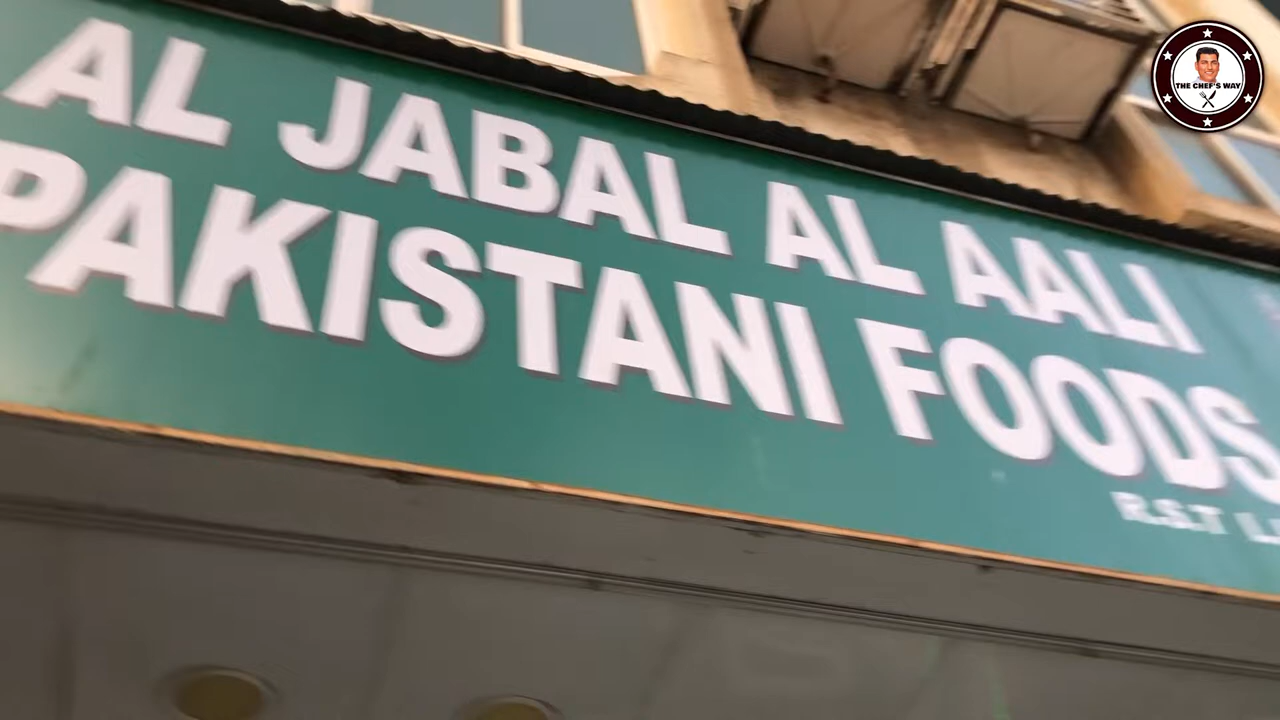 AL JABAL AL AALI
PAKISTANI FOODS
R.S.T
THE CHEF'S WAY